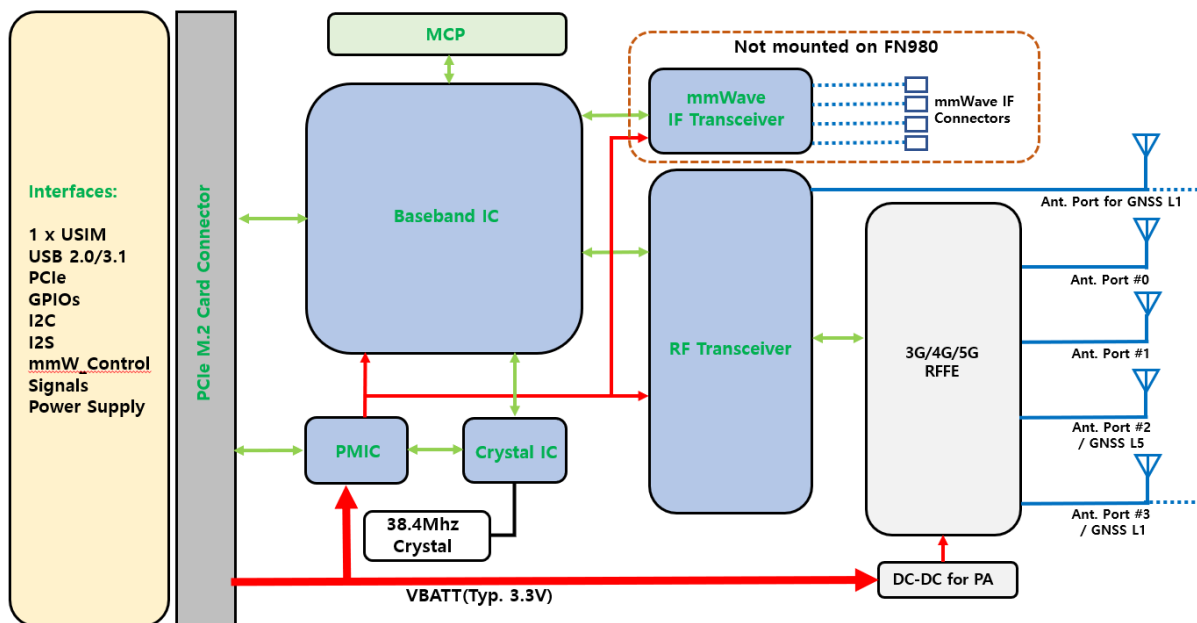 MCP
Not mounted on FN980
mmWave
IF Transceiver
mmWave IF
Connectors
Interfaces:
1 x USIM
USB 2.0/3.1
PCIe
GPIOs
I2C
I2S
mmW_Control
Signals
Power Supply
PCIe M.2 Card Connector
Baseband IC
RF Transceiver
3G/4G/5G
RFFE
Ant. Port for GNSS L1
Ant. Port #0
Ant. Port #1
Ant. Port #2
/ GNSS L5
Ant. Port #3
/ GNSS L1
PMIC
Crystal IC
38.4Mhz
Crystal
DC-DC for PA
VBATT(Typ. 3.3V)